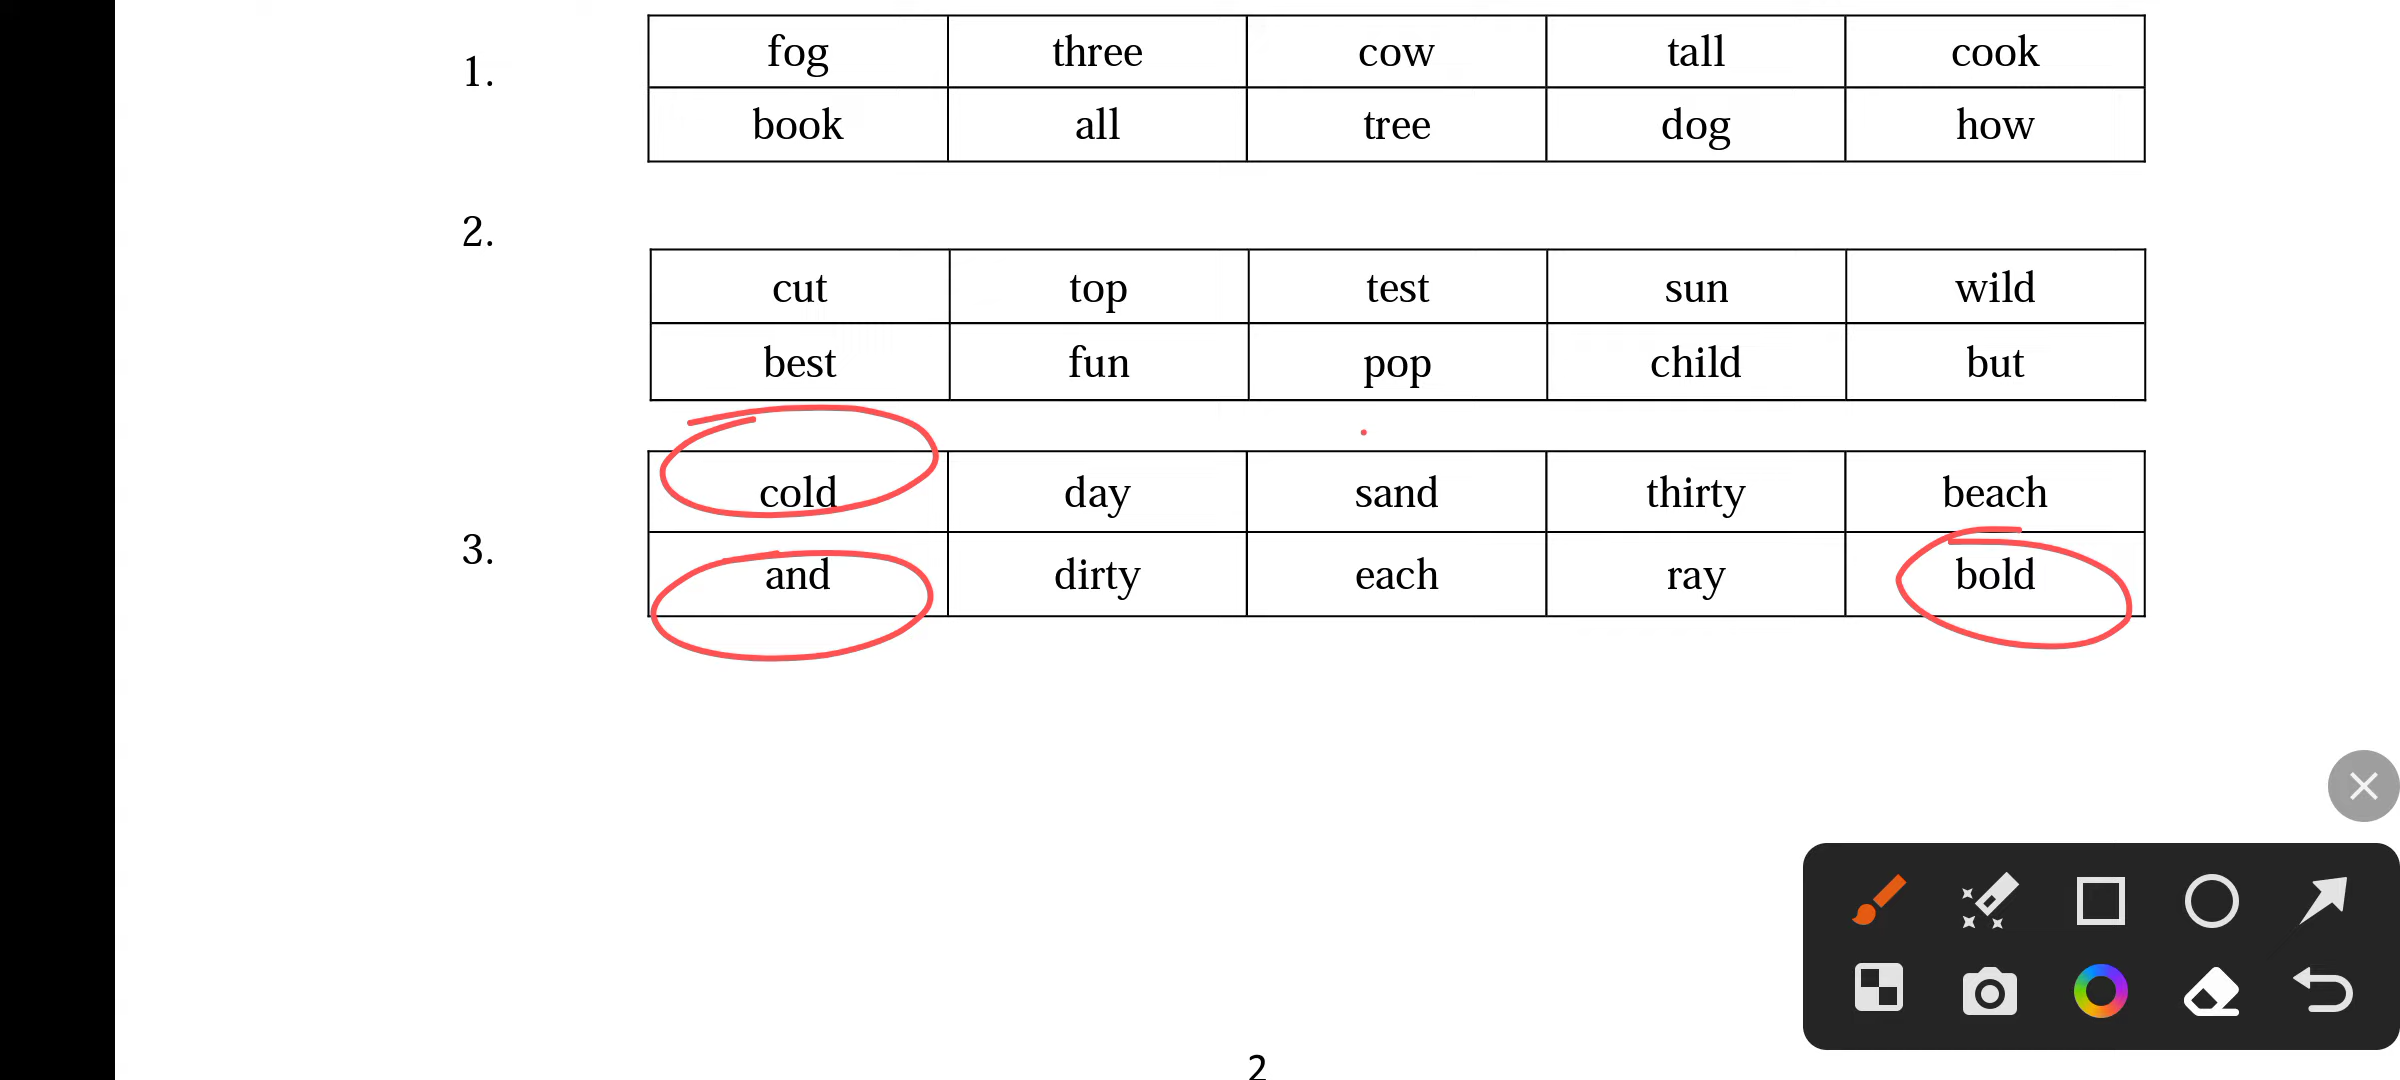 1.
fog three cow tall cook
book all tree dog how
2.
cut top test sun wild
best fun pop child but
3.
cold day sand thirty beach
and dirty each ray bold
2